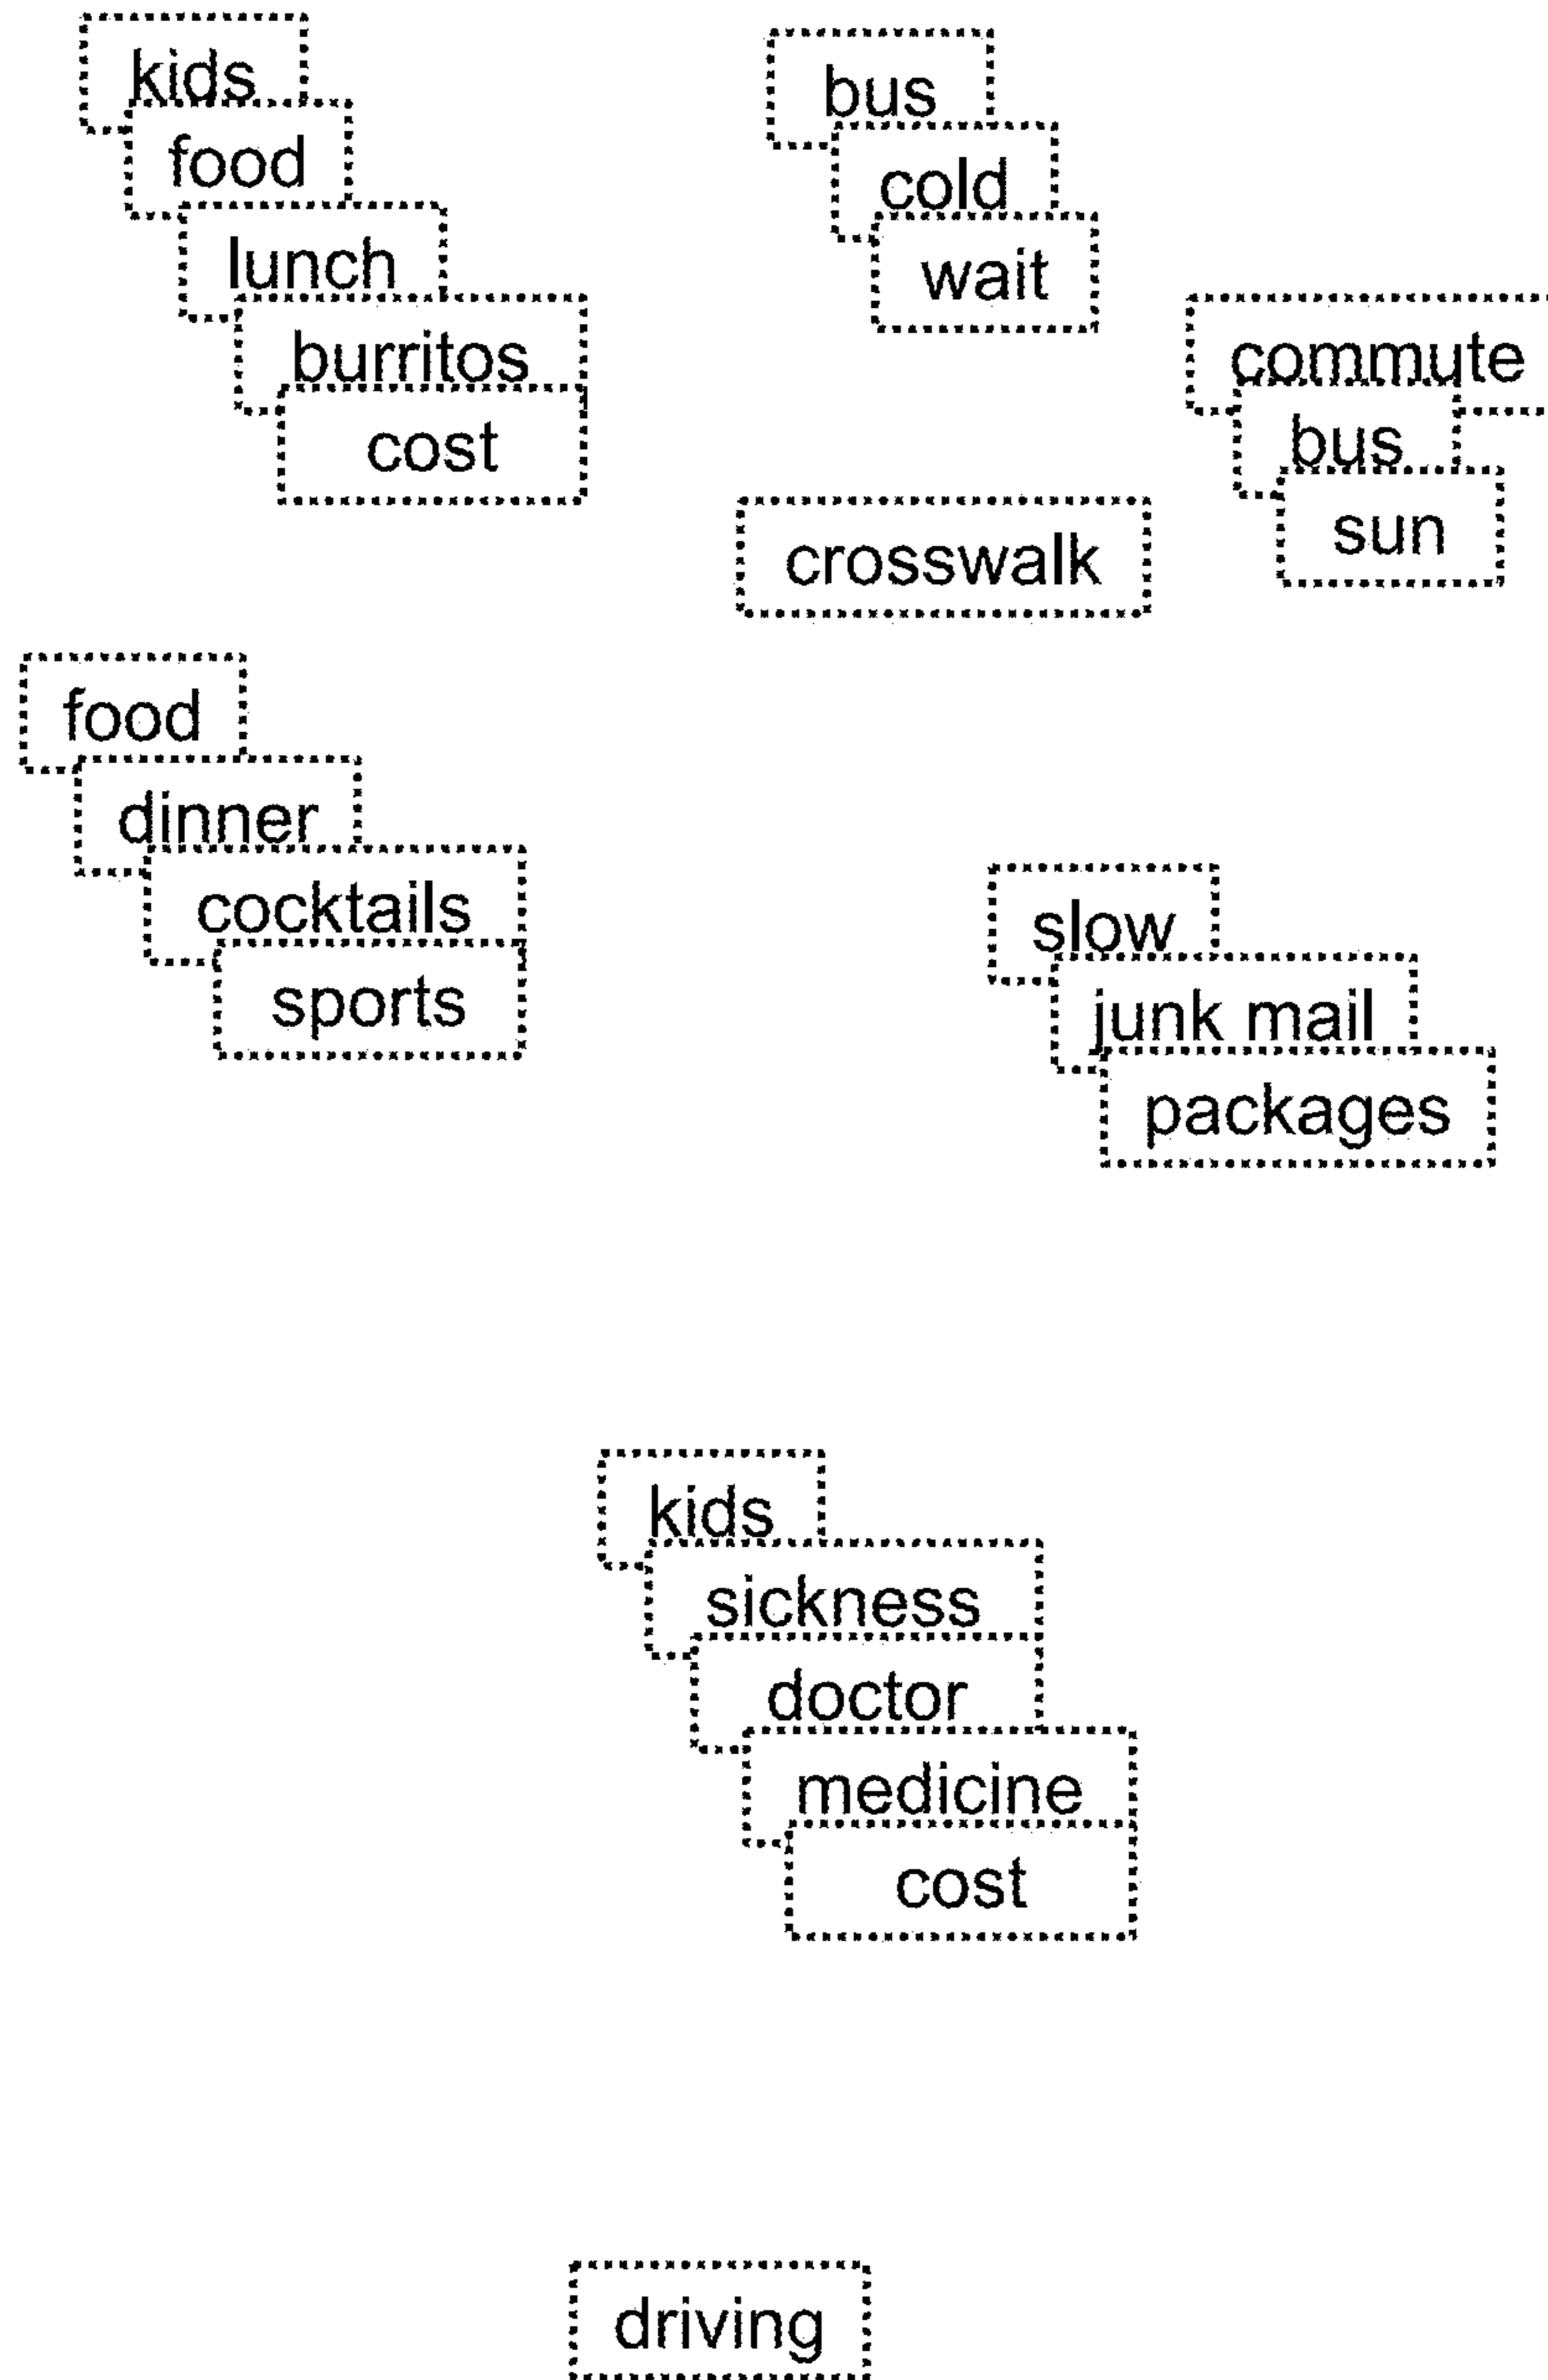 kids
food
lunch
burritos
cost
bus
cold
wait
commute
bus
sun
crosswalk
food
dinner
cocktails
sports
slow
junk mail
packages
kids
sickness
doctor
medicine
cost
driving